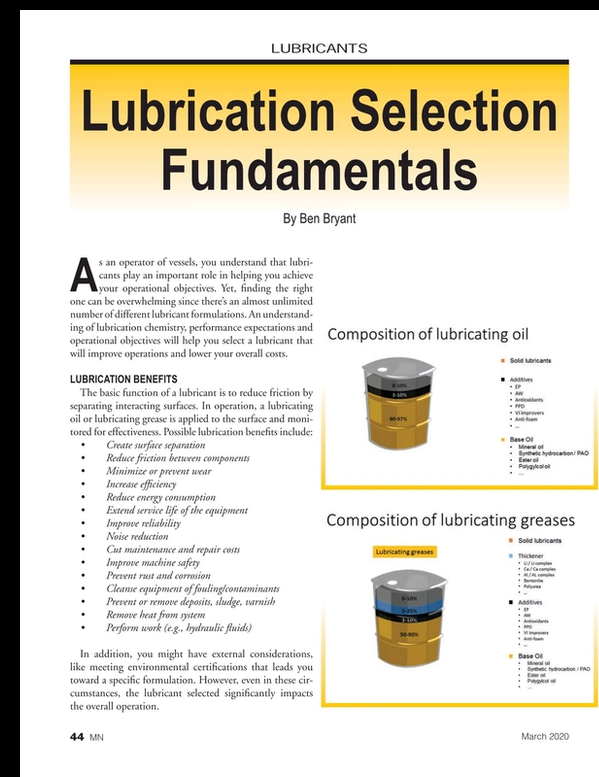 LUBRICANTS
Lubrication Selection
Fundamentals
By Ben Bryant
As an operator of vessels, you understand that lubri-
cants play an important role in helping you achieve
your operational objectives. Yet, finding the right
one can be overwhelming since there's an almost unlimited
number of different lubricant formulations. An understand-
ing of lubrication chemistry, performance expectations and
operational objectives will help you select a lubricant that
will improve operations and lower your overall costs.
LUBRICATION BENEFITS
The basic function of a lubricant is to reduce friction by
separating interacting surfaces. In operation, a lubricating
oil or lubricating grease is applied to the surface and moni-
tored for effectiveness. Possible lubrication benefits include:
• Create surface separation
• Reduce friction between components
• Minimize or prevent wear
• Increase efficiency
• Reduce energy consumption
• Extend service life of the equipment
• Improve reliability
• Noise reduction
• Cut maintenance and repair costs
• Improve machine safety
• Prevent rust and corrosion
• Cleanse equipment of fouling/contaminants
• Prevent or remove deposits, sludge, varnish
• Remove heat from system
• Perform work (e.g., hydraulic fluids)
In addition, you might have external considerations,
like meeting environmental certifications that leads you
toward a specific formulation. However, even in these cir-
cumstances, the lubricant selected significantly impacts
the overall operation.
Composition of lubricating oil
0-10%
3-10%
90-97%
Solid lubricants
Additives
• EP
• AW
• Antioxidants
• PPD
• VI improvers
• Anti-foam
• ...
Base Oil
• Mineral oil
• Synthetic hydrocarbon / PAO
• Ester oil
• Polyglycol oil
• ...
Composition of lubricating greases
Lubricating greases
0-10%
5-25%
3-10%
50-90%
Solid lubricants
Thickener
• Li / Li complex
• Ca / Ca complex
• Al / AL complex
• Bentonite
• Polyurea
• ...
Additives
• EP
• AW
• Antioxidants
• PPD
• VI improvers
• Anti-foam
• ...
Base Oil
• Mineral oil
• Synthetic hydrocarbon / PAO
• Ester oil
• Polyglycol oil
• ...
44 MN
March 2020